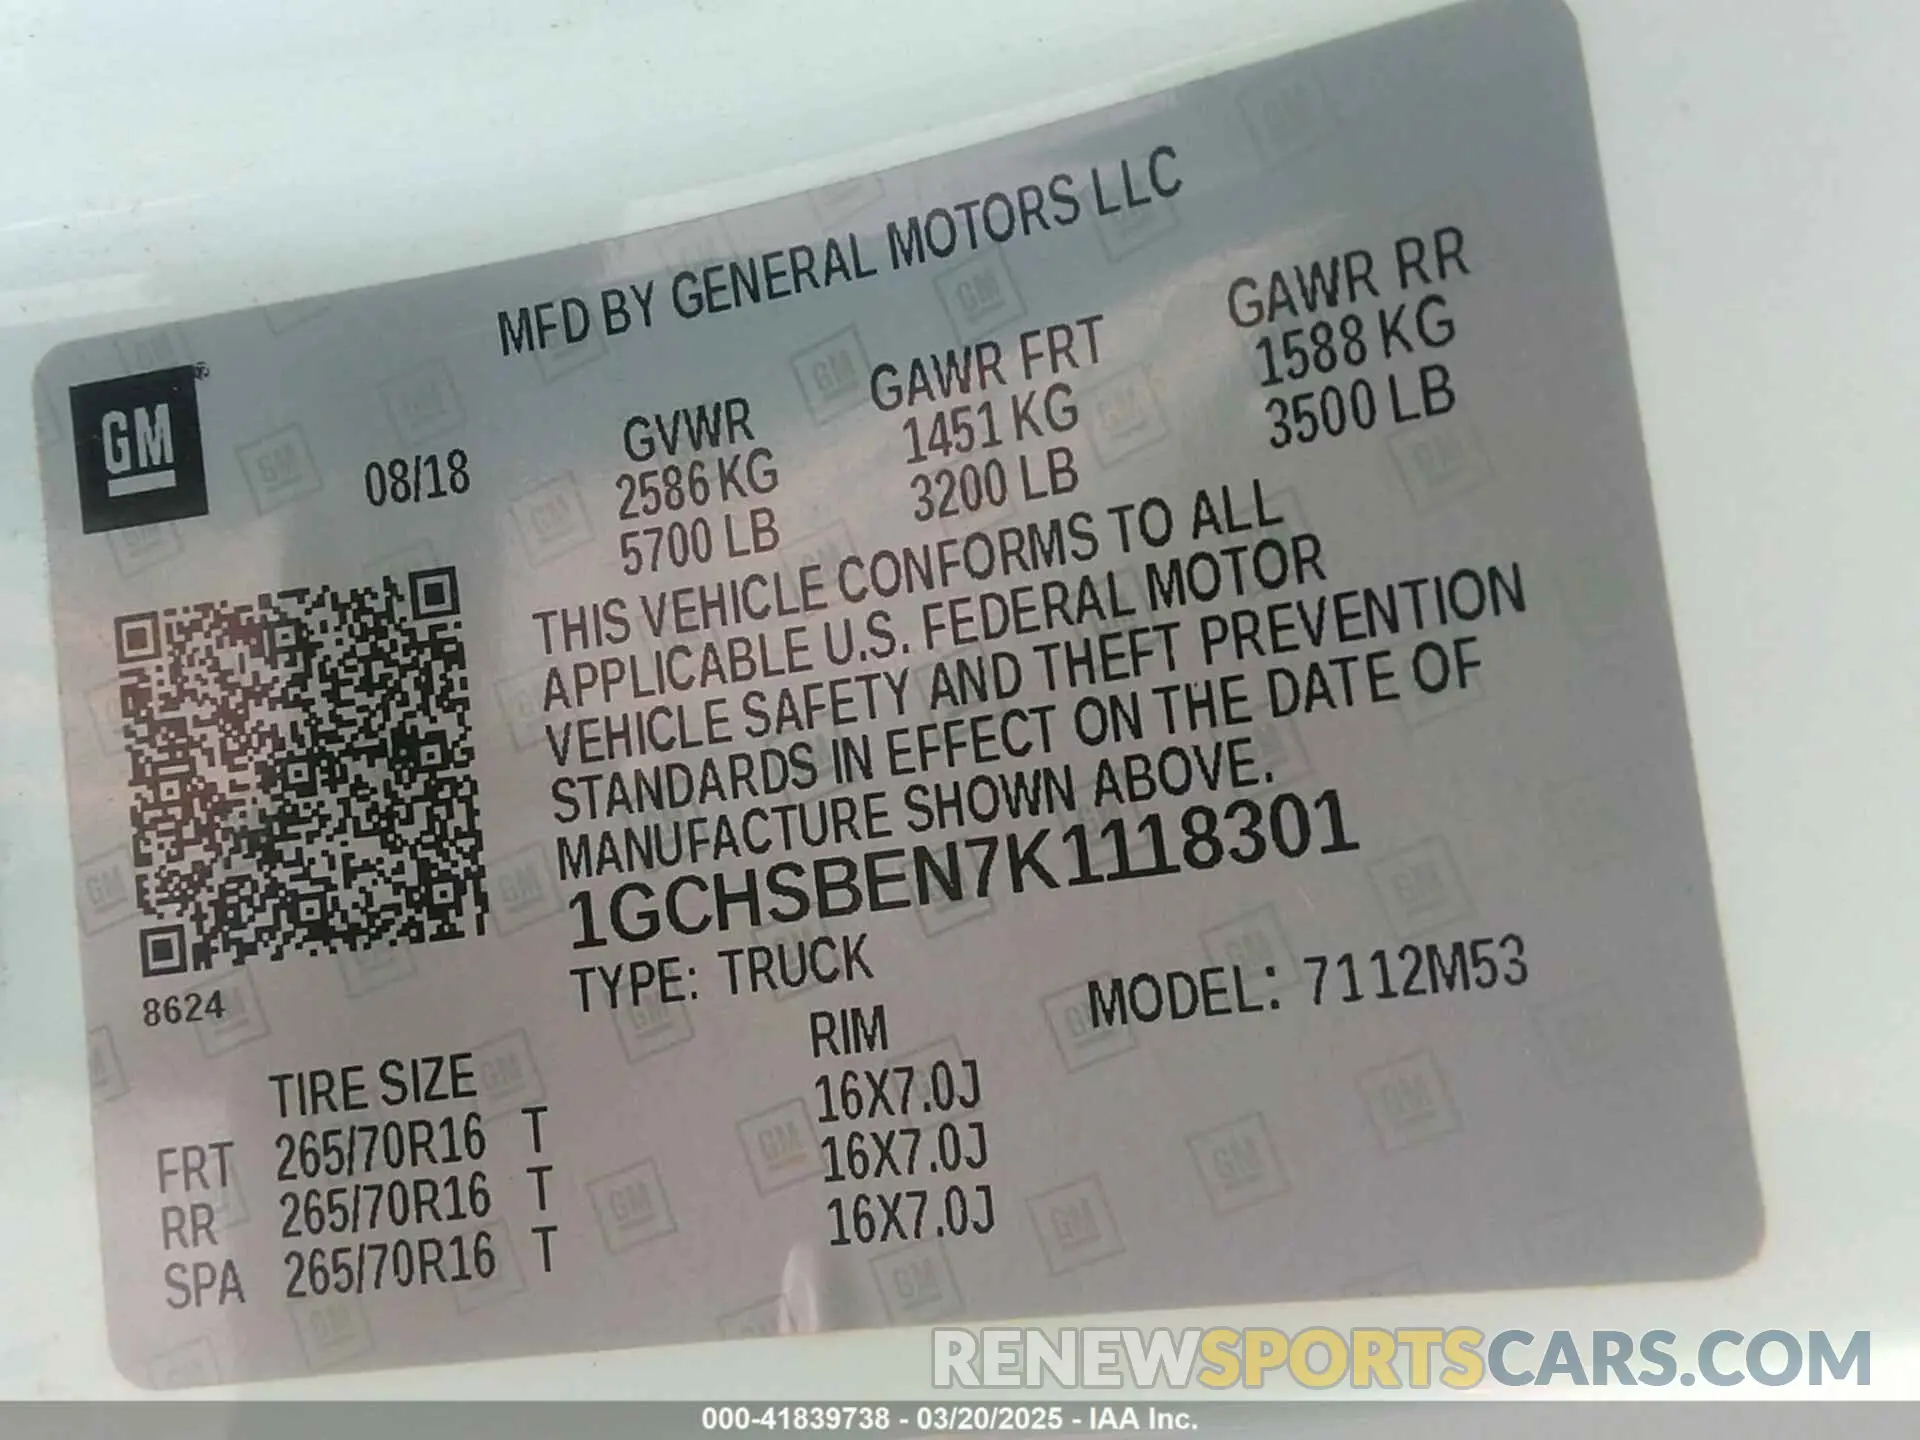 MFD BY GENERAL MOTORS LLC
GM®
08/18
GVWR GAWR FRT GAWR RR
2586 KG 1451 KG 1588 KG
5700 LB 3200 LB 3500 LB
THIS VEHICLE CONFORMS TO ALL
APPLICABLE U.S. FEDERAL MOTOR
VEHICLE SAFETY AND THEFT PREVENTION
STANDARDS IN EFFECT ON THE DATE OF
MANUFACTURE SHOWN ABOVE.
1GCHSBEN7K1118301
8624
TYPE: TRUCK MODEL: 7112M53
TIRE SIZE RIM
FRT 265/70R16 T 16X7.0J
RR 265/70R16 T 16X7.0J
SPA 265/70R16 T 16X7.0J
RENEWSPORTSCARS.COM
000-41839738 - 03/20/2025 - IAA Inc.